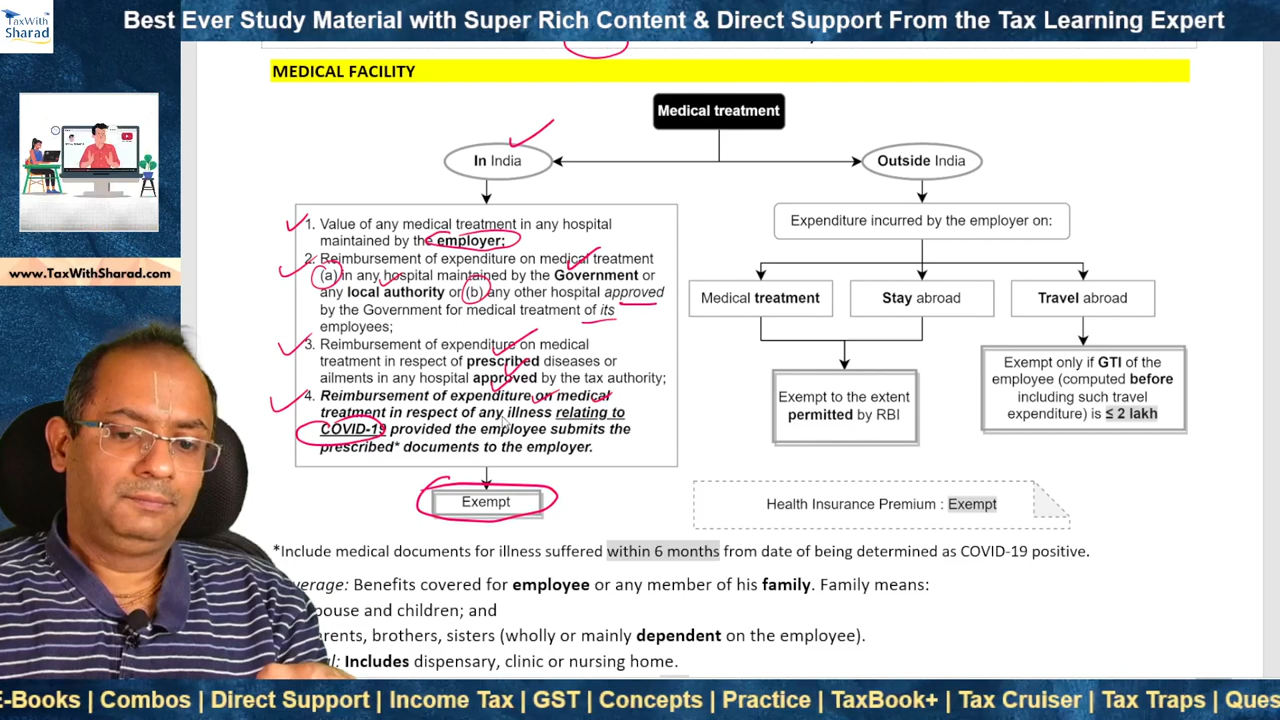 TaxWith
Sharad
Best Ever Study Material with Super Rich Content & Direct Support From the Tax Learning Expert
www.TaxWithSharad.com
MEDICAL FACILITY
Medical treatment
In India
1. Value of any medical treatment in any hospital
maintained by the employer;
2. Reimbursement of expenditure on medical treatment
(a) in any hospital maintained by the Government or
any local authority or (b) any other hospital approved
by the Government for medical treatment of its
employees;
3. Reimbursement of expenditure on medical
treatment in respect of prescribed diseases or
ailments in any hospital approved by the tax authority;
4. Reimbursement of expenditure on medical
treatment in respect of any illness relating to
COVID-19 provided the employee submits the
prescribed* documents to the employer.
Exempt
Outside India
Expenditure incurred by the employer on:
Medical treatment
Stay abroad
Travel abroad
Exempt to the extent
permitted by RBI
Exempt only if GTI of the
employee (computed before
including such travel
expenditure) is ≤ 2 lakh
Health Insurance Premium : Exempt
*Include medical documents for illness suffered within 6 months from date of being determined as COVID-19 positive.
Benefits covered for employee or any member of his family. Family means:
and children; and
brothers, sisters (wholly or mainly dependent on the employee).
Includes dispensary, clinic or nursing home.
E-Books | Combos | Direct Support | Income Tax | GST | Concepts | Practice | TaxBook+ | Tax Cruiser | Tax Traps | Ques